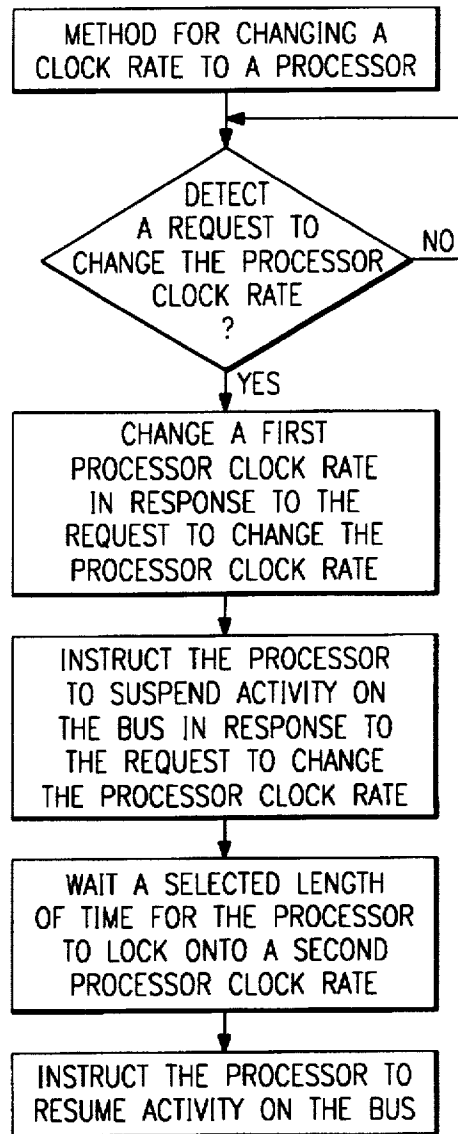 METHOD FOR CHANGING A
CLOCK RATE TO A PROCESSOR
DETECT
A REQUEST TO
CHANGE THE PROCESSOR
CLOCK RATE
?
NO
YES
CHANGE A FIRST
PROCESSOR CLOCK RATE
IN RESPONSE TO THE
REQUEST TO CHANGE THE
PROCESSOR CLOCK RATE
INSTRUCT THE PROCESSOR
TO SUSPEND ACTIVITY ON
THE BUS IN RESPONSE TO
THE REQUEST TO CHANGE
THE PROCESSOR CLOCK RATE
WAIT A SELECTED LENGTH
OF TIME FOR THE PROCESSOR
TO LOCK ONTO A SECOND
PROCESSOR CLOCK RATE
INSTRUCT THE PROCESSOR TO
RESUME ACTIVITY ON THE BUS